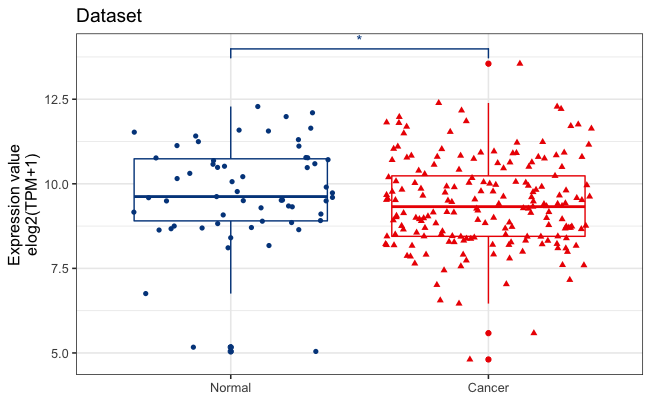 Dataset
*
Expression value
elog2(TPM+1)
12.5
10.0
7.5
5.0
Normal
Cancer